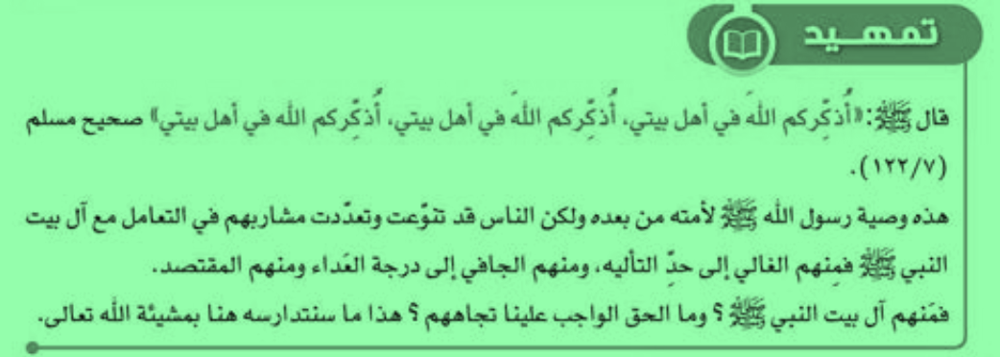 تمهيد
قال ﷺ: «أُذكِّركم اللهَ في أهل بيتي، أُذكِّركم اللهَ في أهل بيتي، أُذكِّركم الله في أهل بيتي» صحيح مسلم
(١٢٢/٧).
هذه وصية رسول الله ﷺ لأمته من بعده ولكن الناس قد تنوّعت وتعدّدت مشاربهم في التعامل مع آل بيت
النبي ﷺ فمِنهم الغالي إلى حدِّ التأليه، ومنهم الجافي إلى درجة العَداء ومنهم المقتصد.
فمَنهم آل بيت النبي ﷺ ؟ وما الحق الواجب علينا تجاههم ؟ هذا ما سنتدارسه هنا بمشيئة الله تعالى.